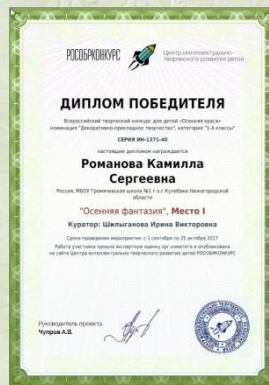 РОСОБРКОНКУРС
Центр интеллектуально-
творческого развития детей
ДИПЛОМ ПОБЕДИТЕЛЯ
Всероссийский творческий конкурс для детей «Осенняя краса»
номинация "Декоративно-прикладное творчество", категория "1-4 классы"
СЕРИЯ ИН-1371-40
настоящим дипломом награждается
Романова Камилла
Сергеевна
Россия, МБОУ Гремячевская школа №1 г.о.г.Кулебаки Нижегородской
области
"Осенняя фантазия", Место I
Куратор: Шилыганова Ирина Викторовна
Сроки проведения мероприятия: с 1 сентября по 25 октября 2017
Работа участника прошла экспертную оценку орг.комитета и опубликована
на сайте Центра интеллектуально-творческого развития детей РОСОБРКОНКУРС
Руководитель проекта
Чупров А.В.